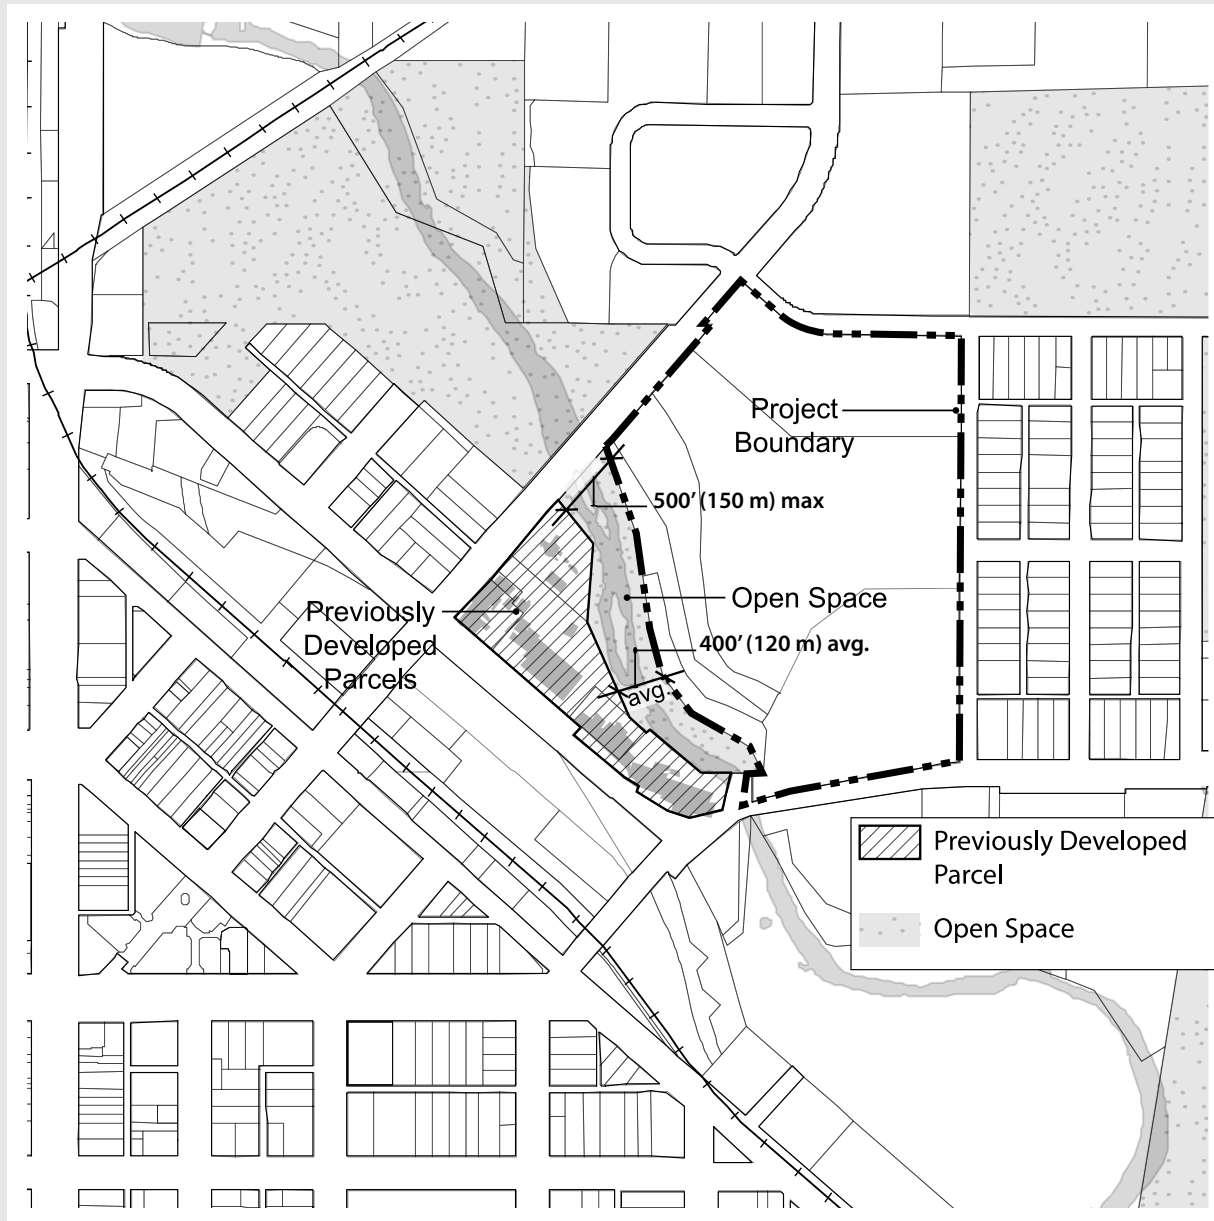 Project
Boundary
500' (150 m) max
Open Space
Previously
Developed
Parcels
400' (120 m) avg.
avg.
Previously Developed
Parcel
Open Space